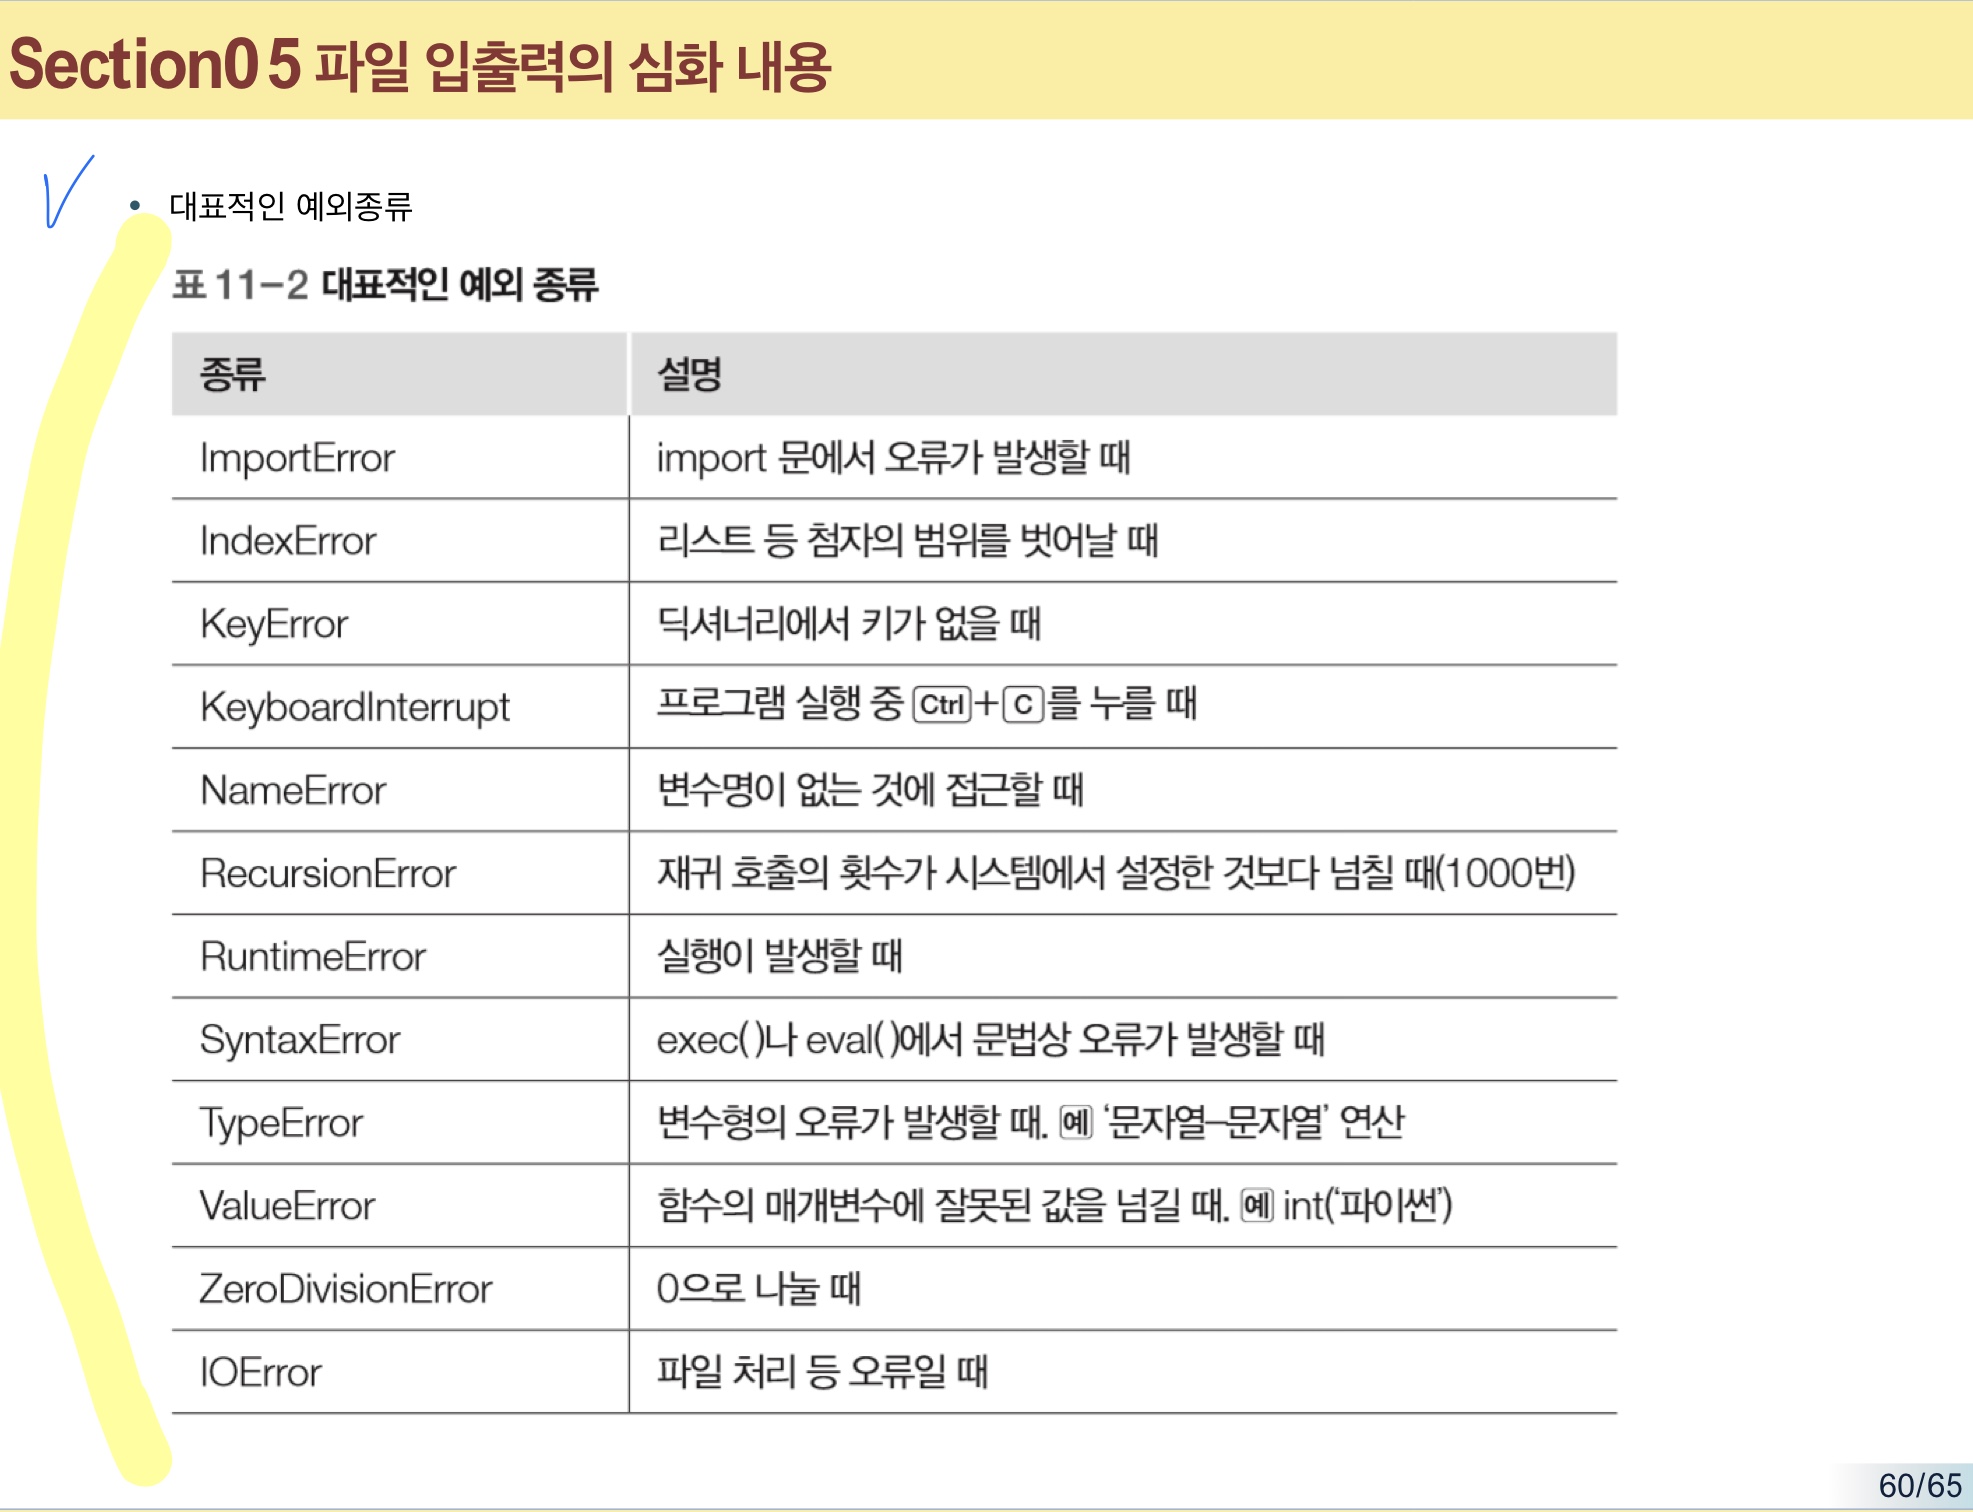 Section05 파일 입출력의 심화 내용
• 대표적인 예외종류
표 11-2 대표적인 예외 종류
종류 설명
ImportError import 문에서 오류가 발생할 때
IndexError 리스트 등 첨자의 범위를 벗어날 때
KeyError 딕셔너리에서 키가 없을 때
KeyboardInterrupt 프로그램 실행 중 Ctrl+C를 누를 때
NameError 변수명이 없는 것에 접근할 때
RecursionError 재귀 호출의 횟수가 시스템에서 설정한 것보다 넘칠 때(1000번)
RuntimeError 실행이 발생할 때
SyntaxError exec()나 eval()에서 문법상 오류가 발생할 때
TypeError 변수형의 오류가 발생할 때. 예 ‘문자열-문자열’ 연산
ValueError 함수의 매개변수에 잘못된 값을 넘길 때. 예 int(‘파이썬’)
ZeroDivisionError 0으로 나눌 때
IOError 파일 처리 등 오류일 때
60/65